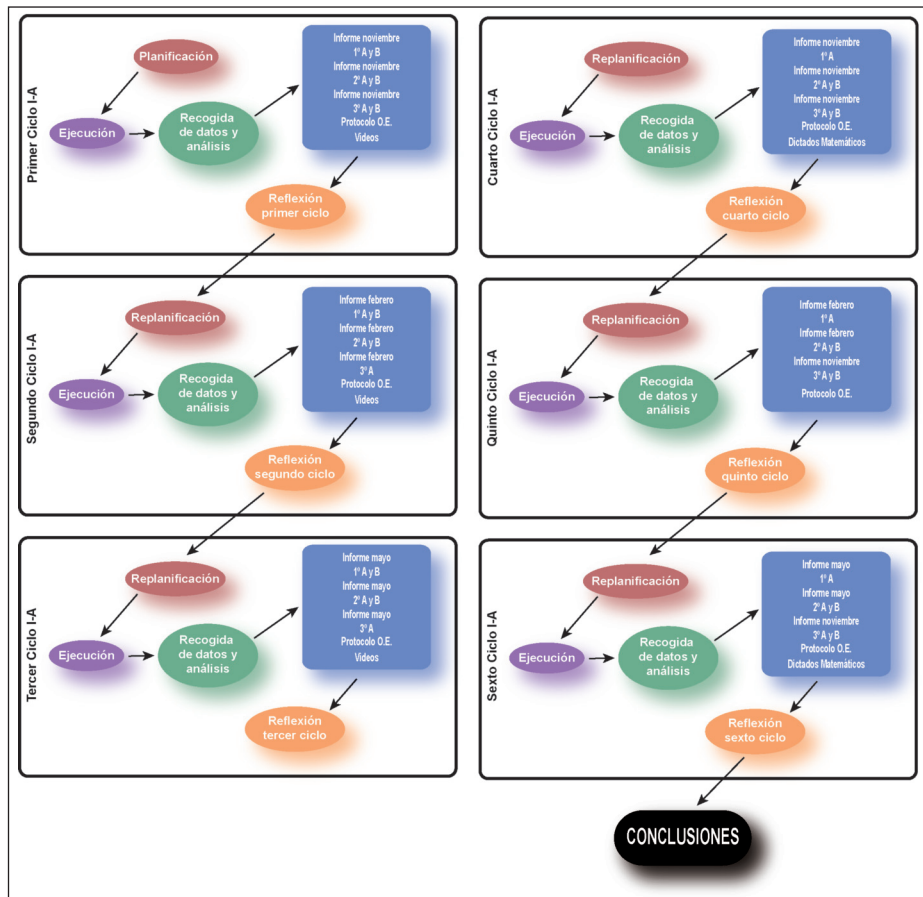 Primer Ciclo I-A
Planificación
Ejecución
Recogida
de datos y
análisis
Informe noviembre
1º A y B
Informe noviembre
2º A y B
Informe noviembre
3º A y B
Protocolo O.E.
Videos
Reflexión
primer ciclo
Segundo Ciclo I-A
Replanificación
Ejecución
Recogida
de datos y
análisis
Informe febrero
1º A y B
Informe febrero
2º A y B
Informe febrero
3º A
Protocolo O.E.
Videos
Reflexión
segundo ciclo
Tercer Ciclo I-A
Replanificación
Ejecución
Recogida
de datos y
análisis
Informe mayo
1º A y B
Informe mayo
2º A y B
Informe mayo
3º A
Protocolo O.E.
Videos
Reflexión
tercer ciclo
Cuarto Ciclo I-A
Replanificación
Ejecución
Recogida
de datos y
análisis
Informe noviembre
1º A
Informe noviembre
2º A y B
Informe noviembre
3º A y B
Protocolo O.E.
Dictados Matemáticos
Reflexión
cuarto ciclo
Quinto Ciclo I-A
Replanificación
Ejecución
Recogida
de datos y
análisis
Informe febrero
1º A
Informe febrero
2º A y B
Informe noviembre
3º A y B
Protocolo O.E.
Reflexión
quinto ciclo
Sexto Ciclo I-A
Replanificación
Ejecución
Recogida
de datos y
análisis
Informe mayo
1º A
Informe mayo
2º A y B
Informe noviembre
3º A y B
Protocolo O.E.
Dictados Matemáticos
Reflexión
sexto ciclo
CONCLUSIONES